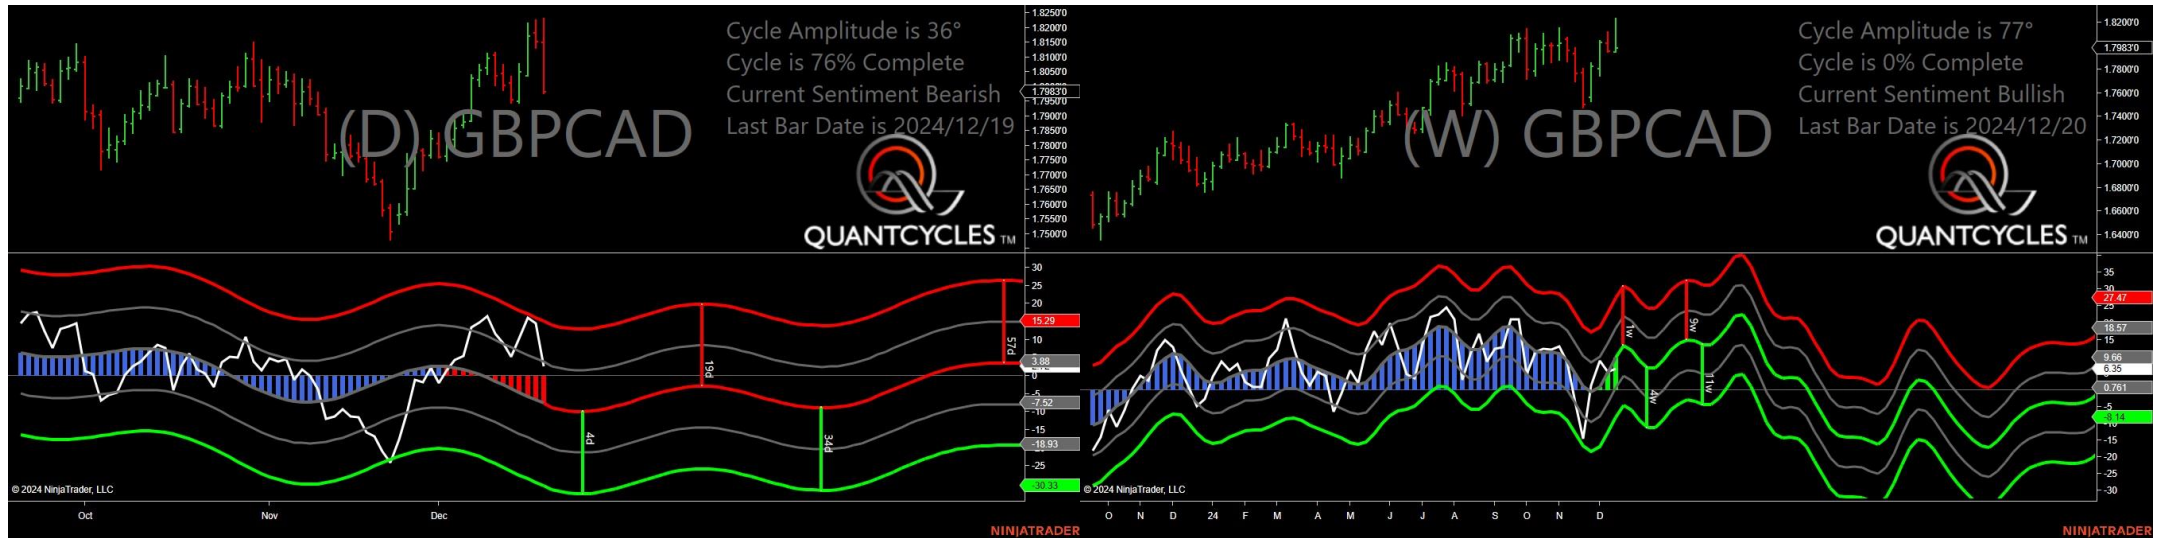 Cycle Amplitude is 36°
Cycle is 76% Complete
Current Sentiment Bearish
Last Bar Date is 2024/12/19
(D) GBPCAD
QUANTCYCLES TM
1.8250'0
1.8200'0
1.8150'0
1.8100'0
1.8050'0
1.7983'0
1.7950'0
1.7900'0
1.7850'0
1.7800'0
1.7750'0
1.7700'0
1.7650'0
1.7600'0
1.7550'0
1.7500'0
30
25
20
15.29
10
3.88
0
-7.52
-10
-18.93
-25
-30.33
19d
57d
4d
34d
© 2024 NinjaTrader, LLC
Oct
Nov
Dec
NINJATRADER
Cycle Amplitude is 77°
Cycle is 0% Complete
Current Sentiment Bullish
Last Bar Date is 2024/12/20
(W) GBPCAD
QUANTCYCLES TM
1.8200'0
1.7983'0
1.7800'0
1.7600'0
1.7400'0
1.7200'0
1.7000'0
1.6800'0
1.6600'0
1.6400'0
35
30
27.47
18.57
15
9.66
6.35
0.761
-5
-8.14
-15
-20
-25
-30
1w
9w
4w
11w
© 2024 NinjaTrader, LLC
O N D 24 F M A M J J A S O N D
NINJATRADER